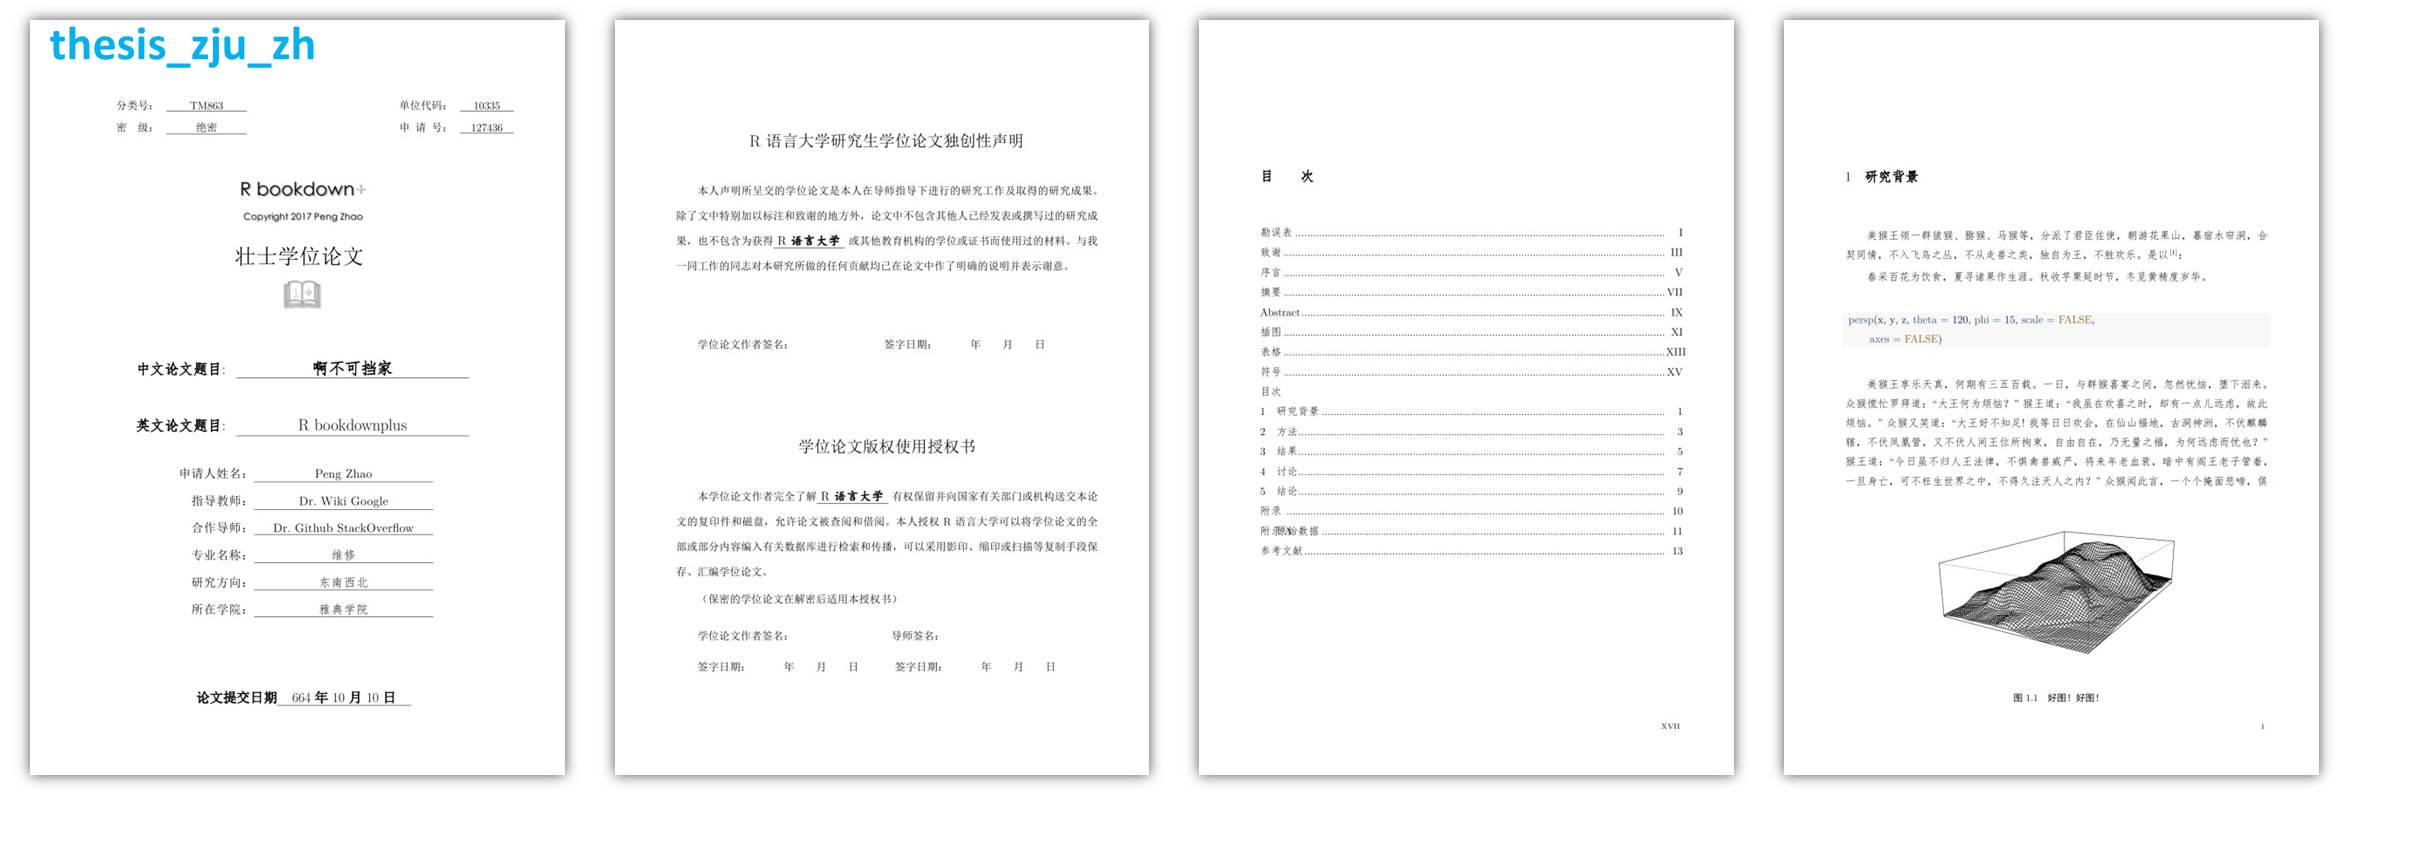 thesis_zju_zh
分类号： TM863 单位代码： 10335
密 级： 绝密 申 请 号： 127436
R bookdown+
Copyright 2017 Peng Zhao
壮士学位论文
中文论文题目： 啊不可挡家
英文论文题目： R bookdownplus
申请人姓名： Peng Zhao
指导教师： Dr. Wiki Google
合作导师： Dr. Github StackOverflow
专业名称： 维修
研究方向： 东南西北
所在学院： 雅典学院
论文提交日期 664 年 10 月 10 日
R 语言大学研究生学位论文独创性声明
本人声明所呈交的学位论文是本人在导师指导下进行的研究工作及取得的研究成果。
除了文中特别加以标注和致谢的地方外，论文中不包含其他人已经发表或撰写过的研究成
果，也不包含为获得 R 语言大学 或其他教育机构的学位或证书而使用过的材料。与我
一同工作的同志对本研究所做的任何贡献均已在论文中作了明确的说明并表示谢意。
学位论文作者签名： 签字日期： 年 月 日
学位论文版权使用授权书
本学位论文作者完全了解 R 语言大学 有权保留并向国家有关部门或机构送交本论
文的复印件和磁盘，允许论文被查阅和借阅。本人授权 R 语言大学可以将学位论文的全
部或部分内容编入有关数据库进行检索和传播，可以采用影印、缩印或扫描等复制手段保
存、汇编学位论文。
（保密的学位论文在解密后适用本授权书）
学位论文作者签名： 导师签名：
签字日期： 年 月 日 签字日期： 年 月 日
目 次
勘误表 I
致谢 III
序言 V
摘要 VII
Abstract IX
插图 XI
表格 XIII
符号 XV
目次
1 研究背景 1
2 方法 3
3 结果 5
4 讨论 7
5 结论 9
附录 10
附录 原始数据 11
参考文献 13
XVII
1 研究背景
美猴王领一群猿猴、猕猴、马猴等，分派了君臣佐使，朝游花果山，暮宿水帘洞，合
契同情，不入飞鸟之丛，不从走兽之类，独自为王，不胜欢乐。是以[1]：
春采百花为饮食，夏寻诸果作生涯。秋收芋栗延时节，冬觅黄精度岁华。
persp(x, y, z, theta = 120, phi = 15, scale = FALSE,
axes = FALSE)
美猴王享乐天真，何期有三五百载。一日，与群猴喜宴之间，忽然忧恼，堕下泪来。
众猴慌忙罗拜道：“大王何为烦恼？”猴王道：“我虽在欢喜之时，却有一点儿远虑，故此
烦恼。”众猴又笑道：“大王好不知足！我等日日欢会，在仙山福地，古洞神洲，不伏麒麟
辖，不伏凤凰管，又不伏人间王位所拘束，自由自在，乃无量之福，为何远虑而忧也？”
猴王道：“今日虽不归人王法律，不惧禽兽威严，将来年老血衰，暗中有阎王老子管着，
一旦身亡，可不枉生世界之中，不得久注天人之内？”众猴闻此言，一个个掩面悲啼，俱
图 1.1 好图！好图！
1